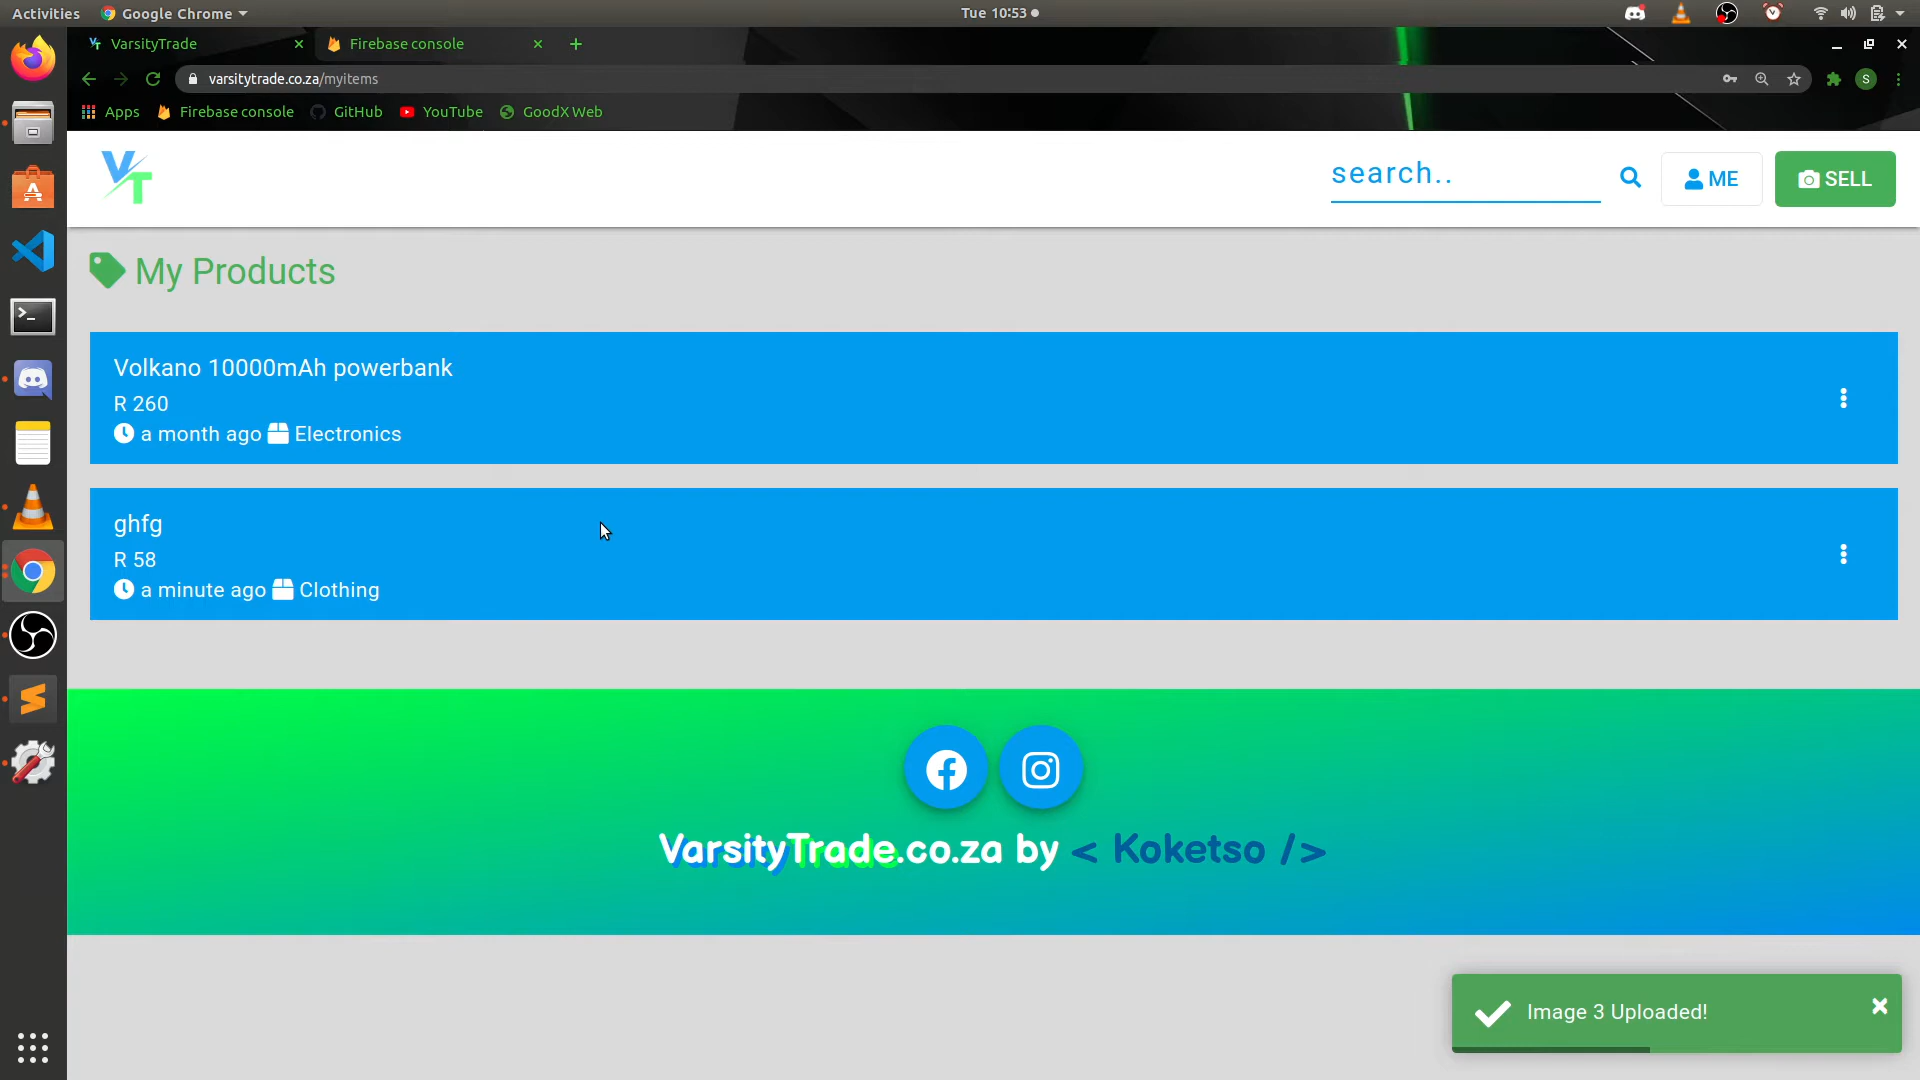 Activities Google Chrome Tue 10:53
VarsityTrade Firebase console
varsitytrade.co.za/myitems S
Apps Firebase console GitHub YouTube GoodX Web
VT search.. ME SELL
My Products
Volkano 10000mAh powerbank
R 260
a month ago Electronics
ghfg
R 58
a minute ago Clothing
VarsityTrade.co.za by < Koketso />
Image 3 Uploaded!